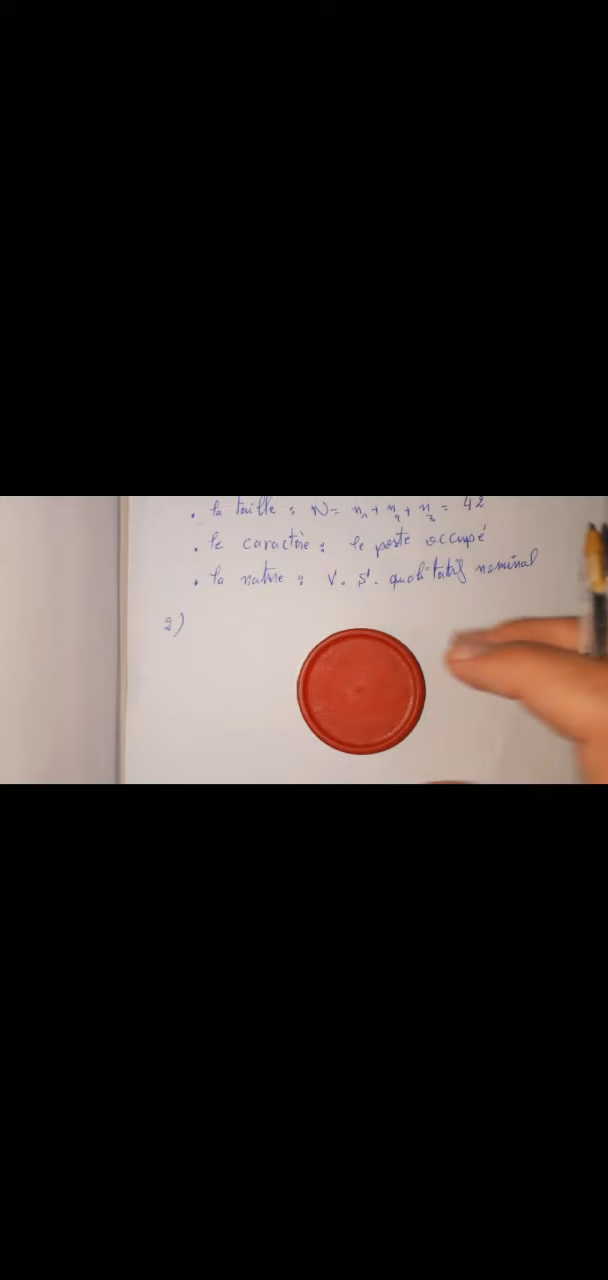 . la taille : N = n₁ + n₂ + n₃ = 42
. le caractère : le poste occupé
. la nature : V. S. qualitatif nominal
2)